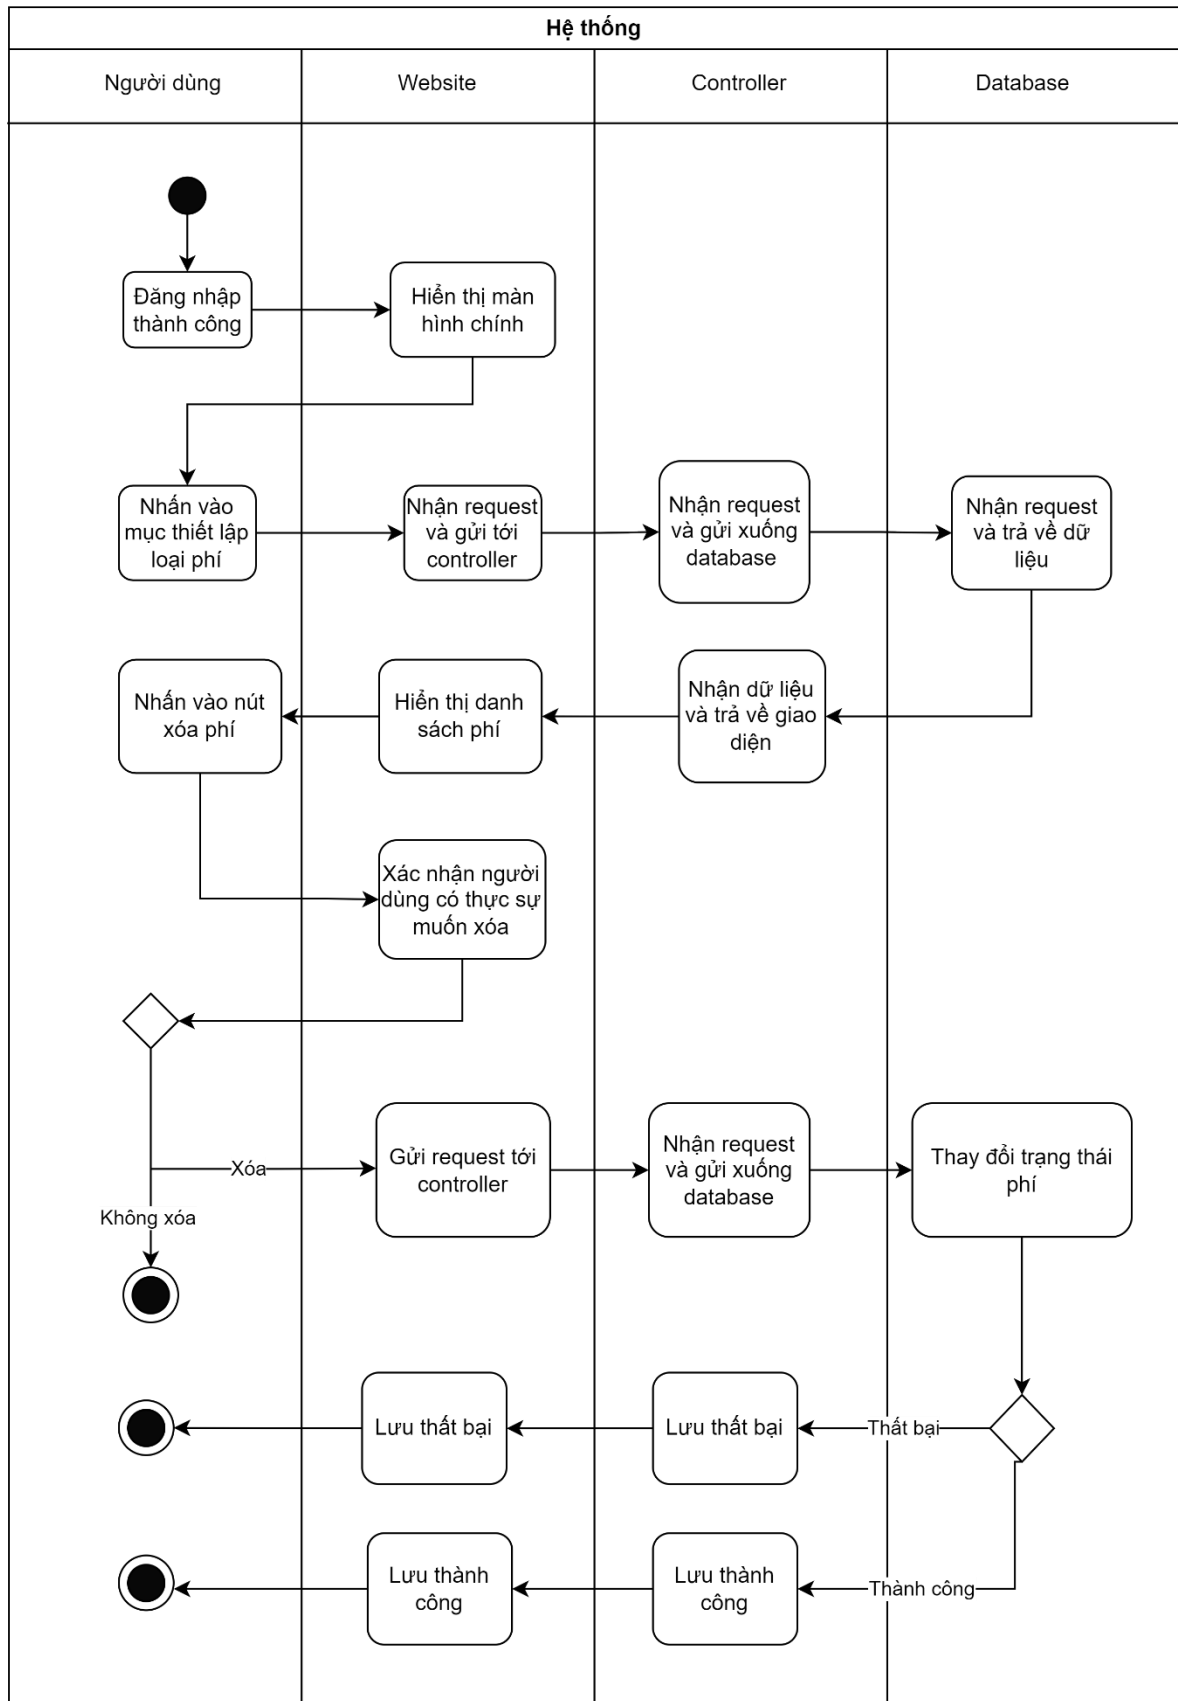 Hệ thống
Người dùng
Website
Controller
Database
Đăng nhập
thành công
Hiển thị màn
hình chính
Nhấn vào
mục thiết lập
loại phí
Nhận request
và gửi tới
controller
Nhận request
và gửi xuống
database
Nhận request
và trả về dữ
liệu
Nhấn vào nút
xóa phí
Hiển thị danh
sách phí
Nhận dữ liệu
và trả về giao
diện
Xác nhận người
dùng có thực sự
muốn xóa
Xóa
Gửi request tới
controller
Nhận request
và gửi xuống
database
Thay đổi trạng thái
phí
Không xóa
Lưu thất bại
Lưu thất bại
Thất bại
Lưu thành
công
Lưu thành
công
Thành công